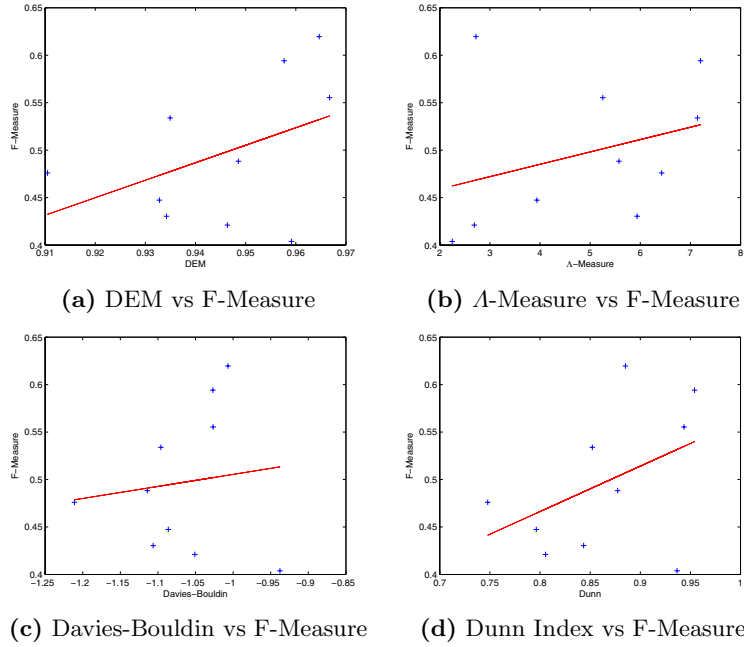 0.65
0.6
0.55
0.5
0.45
0.4
F-Measure
0.91 0.92 0.93 0.94 0.95 0.96 0.97
DEM
(a) DEM vs F-Measure
0.65
0.6
0.55
0.5
0.45
0.4
F-Measure
2 3 4 5 6 7 8
Λ-Measure
(b) Λ-Measure vs F-Measure
0.65
0.6
0.55
0.5
0.45
0.4
F-Measure
-1.25 -1.2 -1.15 -1.1 -1.05 -1 -0.95 -0.9 -0.85
Davies-Bouldin
(c) Davies-Bouldin vs F-Measure
0.65
0.6
0.55
0.5
0.45
0.4
F-Measure
0.7 0.75 0.8 0.85 0.9 0.95 1
Dunn
(d) Dunn Index vs F-Measure